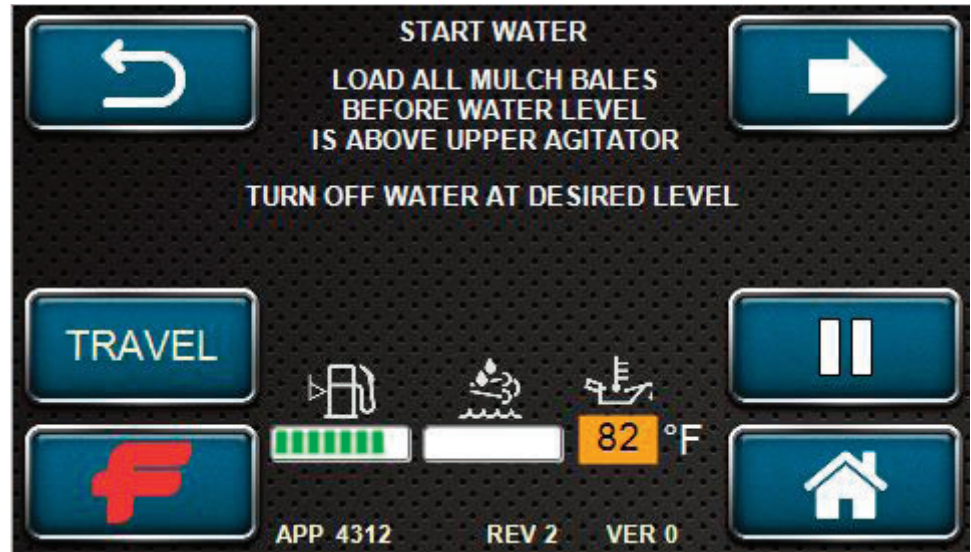 START WATER
LOAD ALL MULCH BALES
BEFORE WATER LEVEL
IS ABOVE UPPER AGITATOR
TURN OFF WATER AT DESIRED LEVEL
TRAVEL
82 °F
APP 4312 REV 2 VER 0